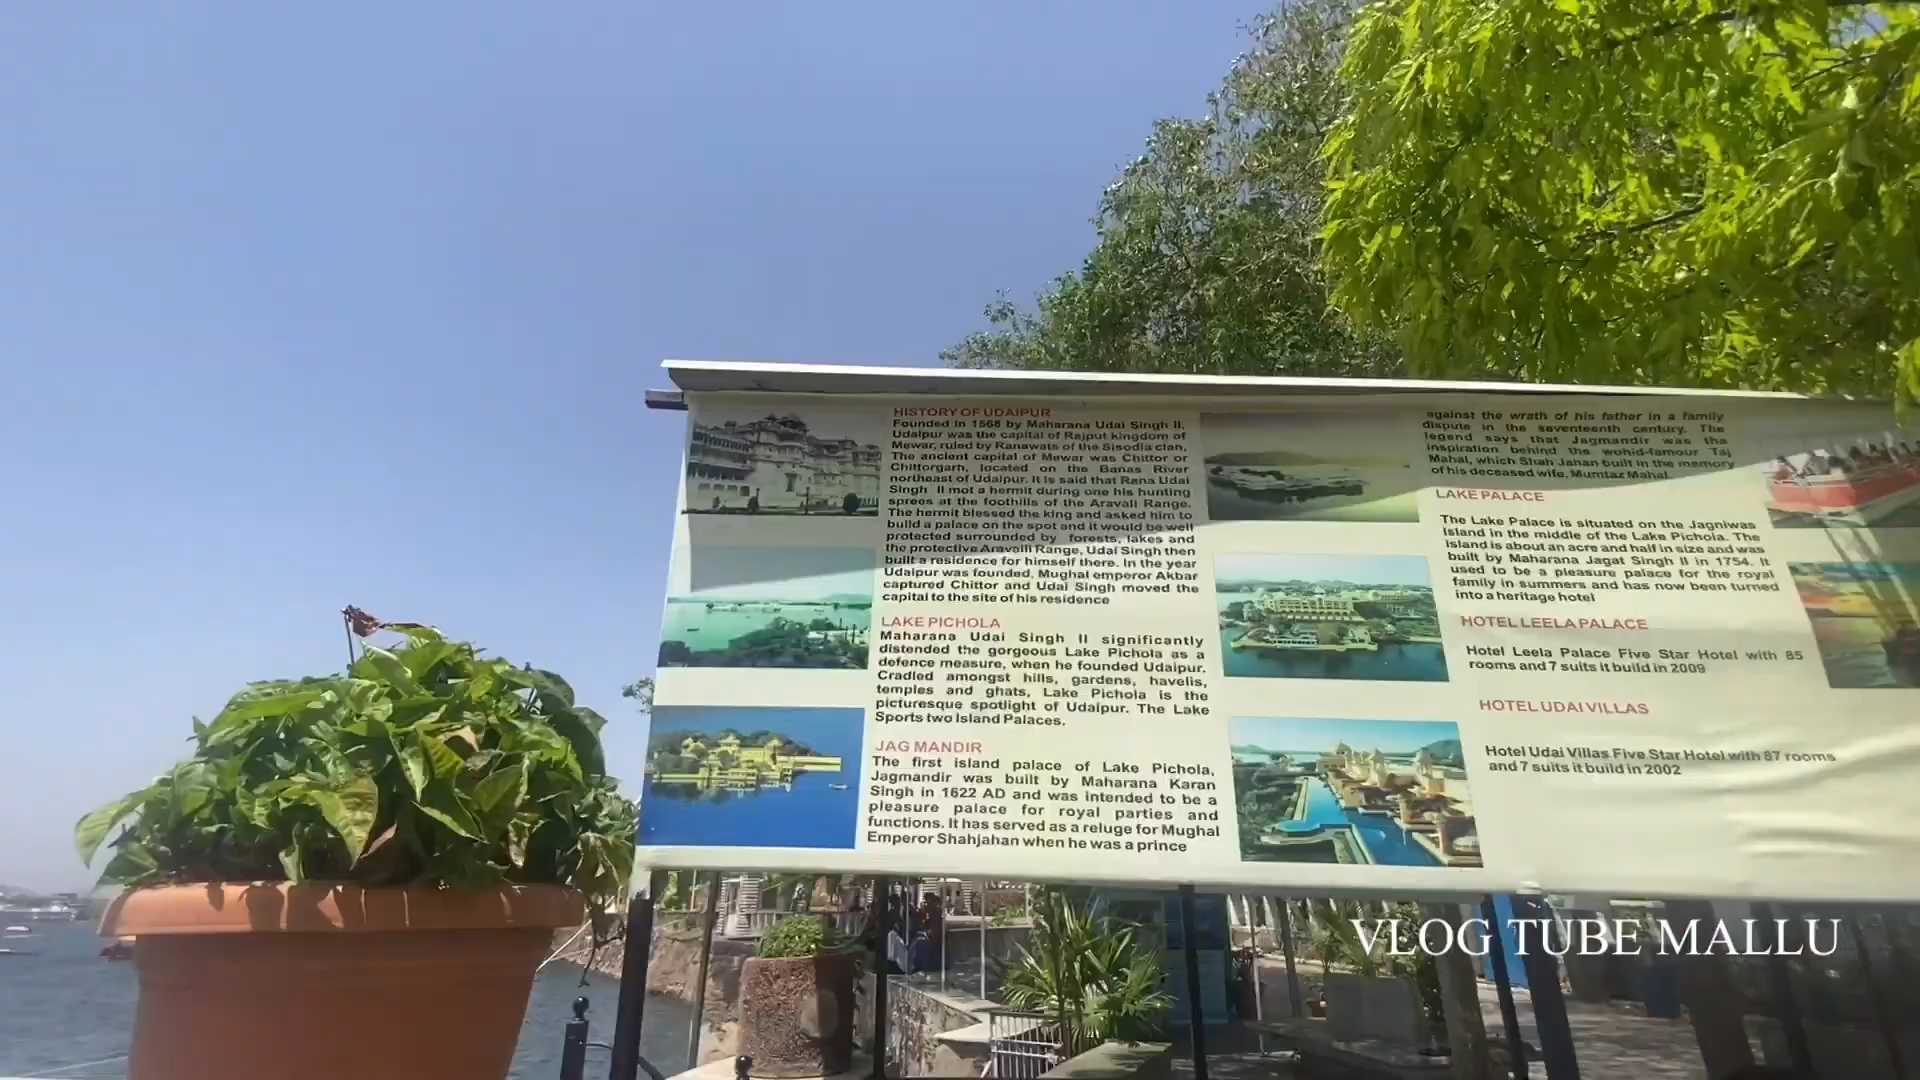 HISTORY OF UDAIPUR
Founded in 1568 by Maharana Udai Singh II,
Udaipur was the capital of Rajput kingdom of
Mewar, ruled by Ranawats of the Sisodia clan,
The ancient capital of Mewar was Chittor or
Chittorgarh, located on the Banas River
northeast of Udaipur. It is said that Rana Udai
Singh II mot a hermit during one his hunting
sprees at the foothills of the Aravali Range.
The hermit blessed the king and asked him to
build a palace on the spot and it would be well
protected surrounded by forests, lakes and
the protective Aravalli Range, Udai Singh then
built a residence for himself there. In the year
Udaipur was founded, Mughal emperor Akbar
captured Chittor and Udai Singh moved the
capital to the site of his residence
LAKE PICHOLA
Maharana Udai Singh II significantly
distended the gorgeous Lake Pichola as a
defence measure, when he founded Udaipur.
Cradled amongst hills, gardens, havelis,
temples and ghats, Lake Pichola is the
picturesque spotlight of Udaipur. The Lake
Sports two Island Palaces.
JAG MANDIR
The first island palace of Lake Pichola,
Jagmandir was built by Maharana Karan
Singh in 1622 AD and was intended to be a
pleasure palace for royal parties and
functions. It has served as a reluge for Mughal
Emperor Shahjahan when he was a prince
against the wrath of his father in a family
dispute in the seventeenth century. The
legend says that Jagmandir was the
inspiration behind the wohld-famour Taj
Mahal, which Shah Jahan built in the memory
of his deceased wife, Mumtaz Mahal
LAKE PALACE
The Lake Palace is situated on the Jagniwas
Island in the middle of the Lake Pichola. The
island is about an acre and half in size and was
built by Maharana Jagat Singh II in 1754. It
used to be a pleasure palace for the royal
family in summers and has now been turned
into a heritage hotel
HOTEL LEELA PALACE
Hotel Leela Palace Five Star Hotel with 85
rooms and 7 suits it build in 2009
HOTEL UDAI VILLAS
Hotel Udai Villas Five Star Hotel with 87 rooms
and 7 suits it build in 2002
VLOG TUBE MALLU